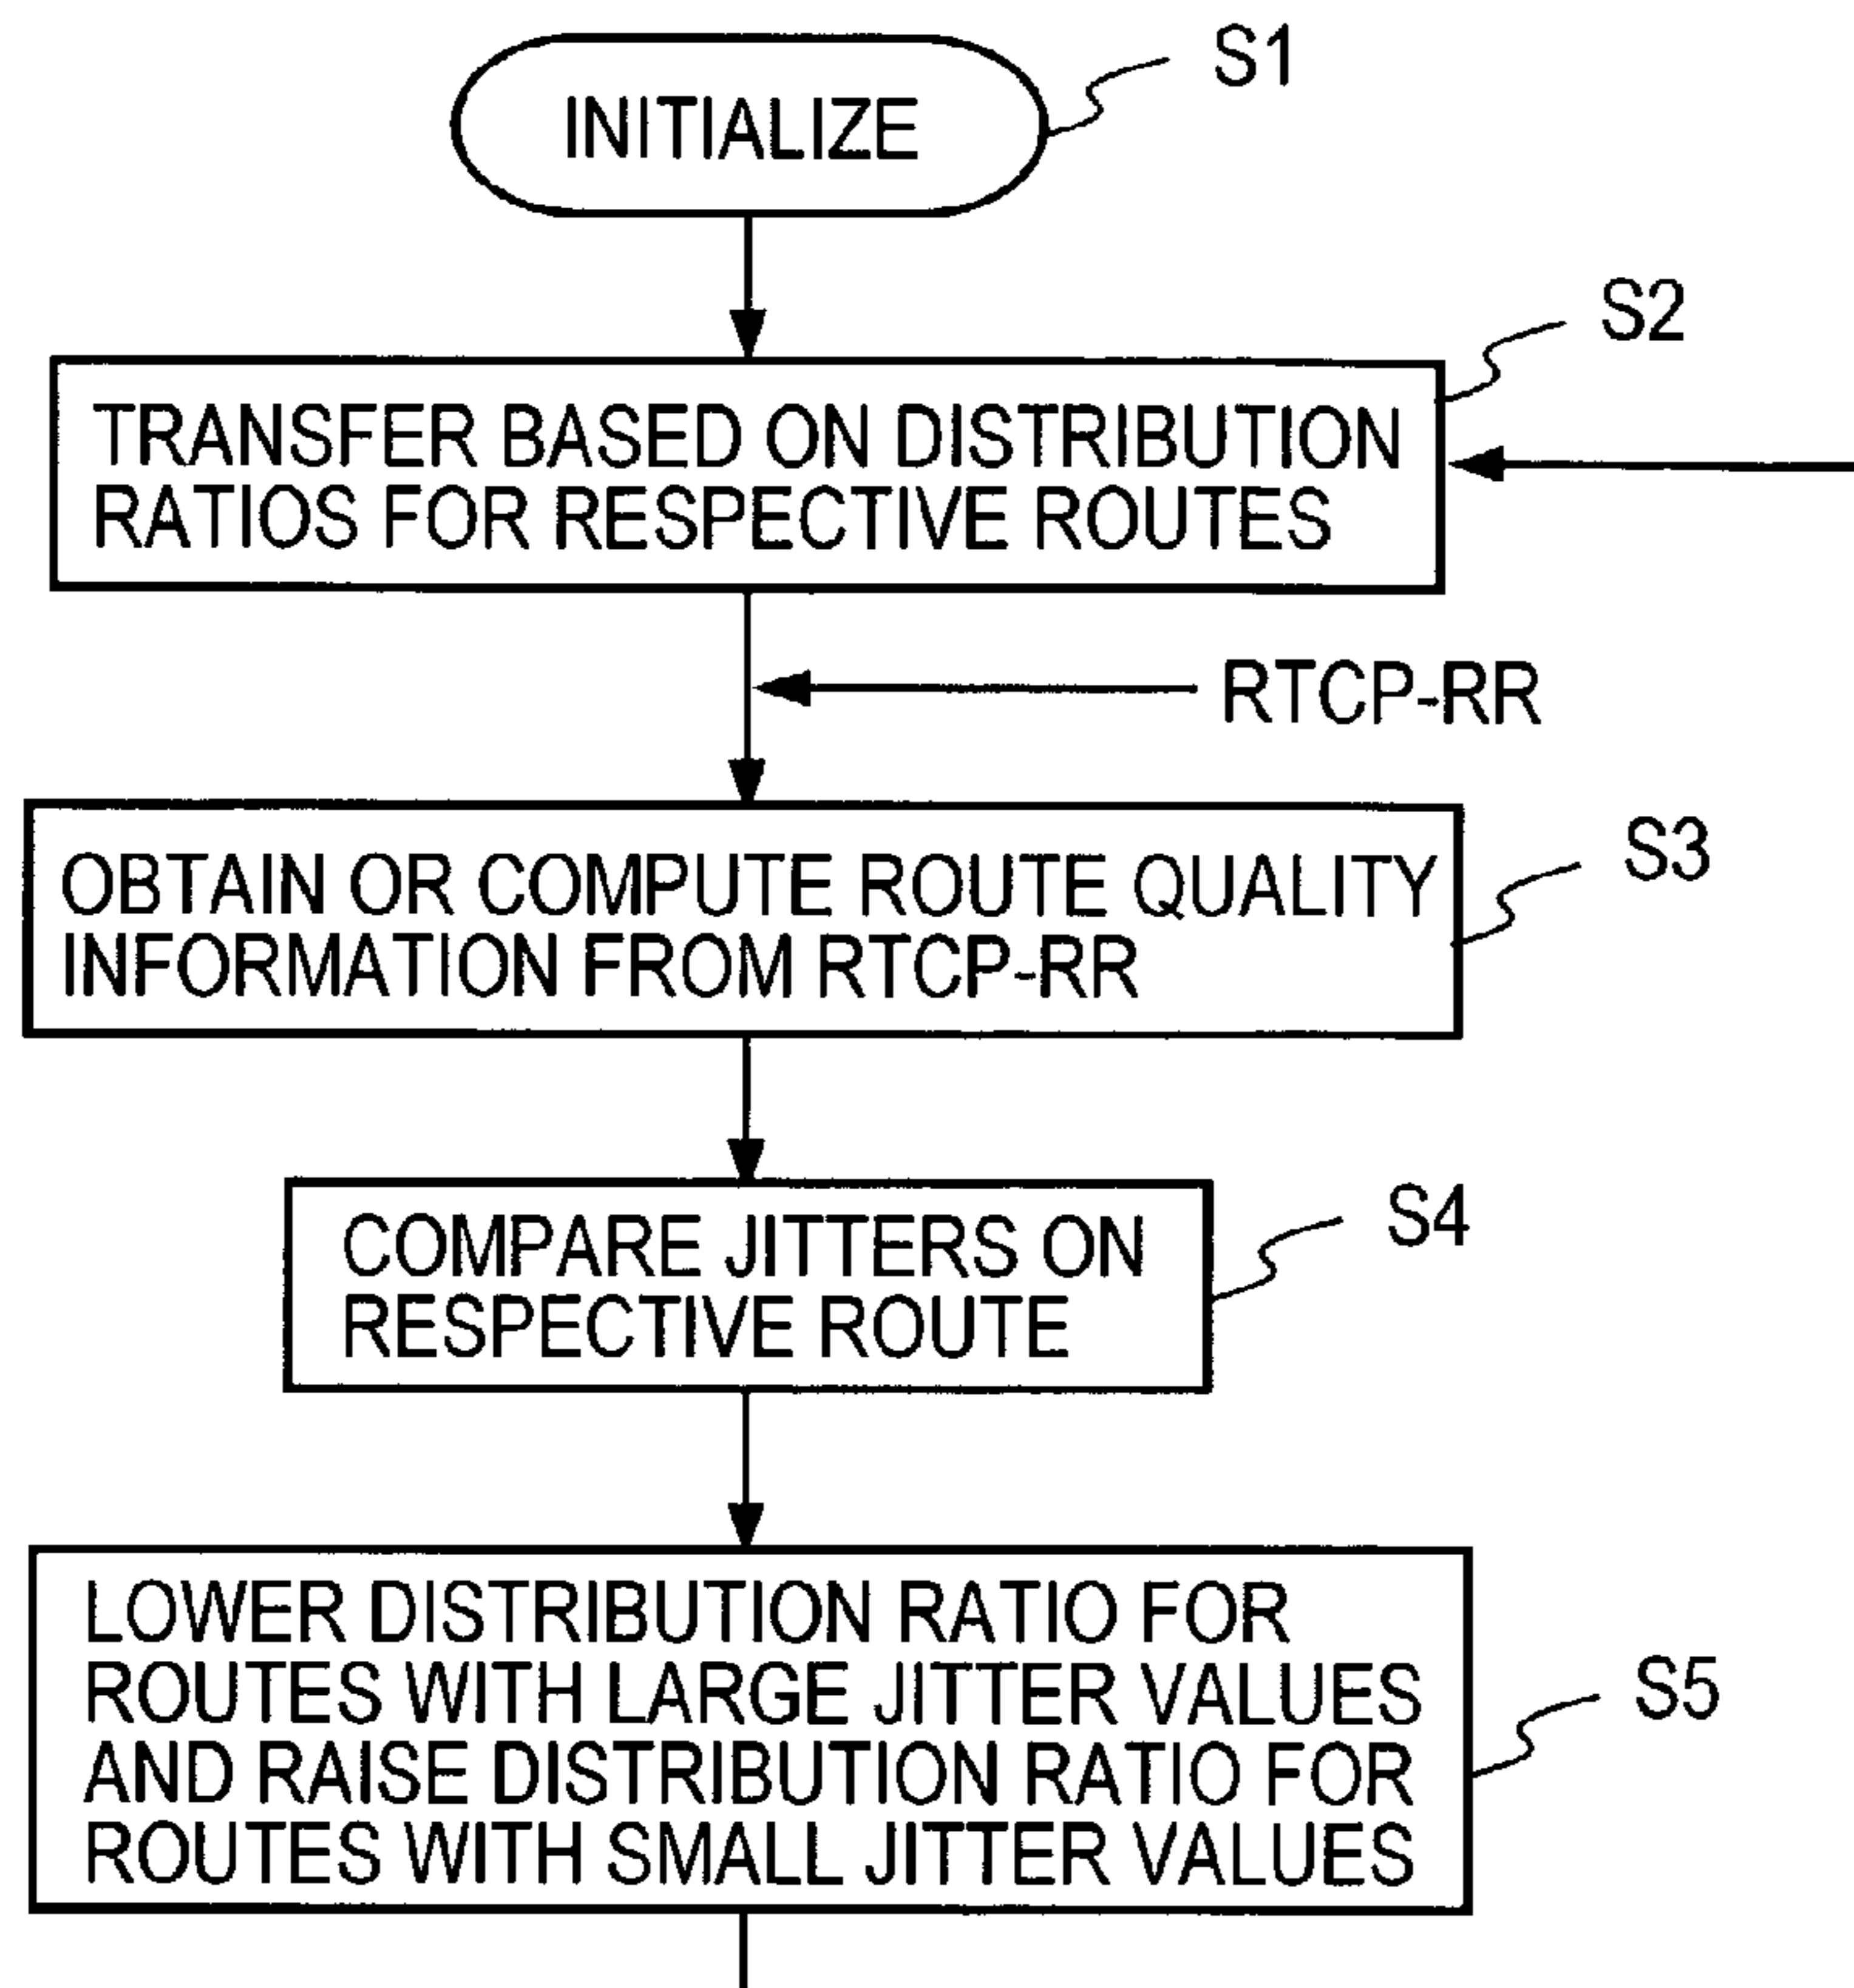 S1
INITIALIZE
S2
TRANSFER BASED ON DISTRIBUTION
RATIOS FOR RESPECTIVE ROUTES
RTCP-RR
S3
OBTAIN OR COMPUTE ROUTE QUALITY
INFORMATION FROM RTCP-RR
S4
COMPARE JITTERS ON
RESPECTIVE ROUTE
LOWER DISTRIBUTION RATIO FOR
ROUTES WITH LARGE JITTER VALUES
S5
AND RAISE DISTRIBUTION RATIO FOR
ROUTES WITH SMALL JITTER VALUES